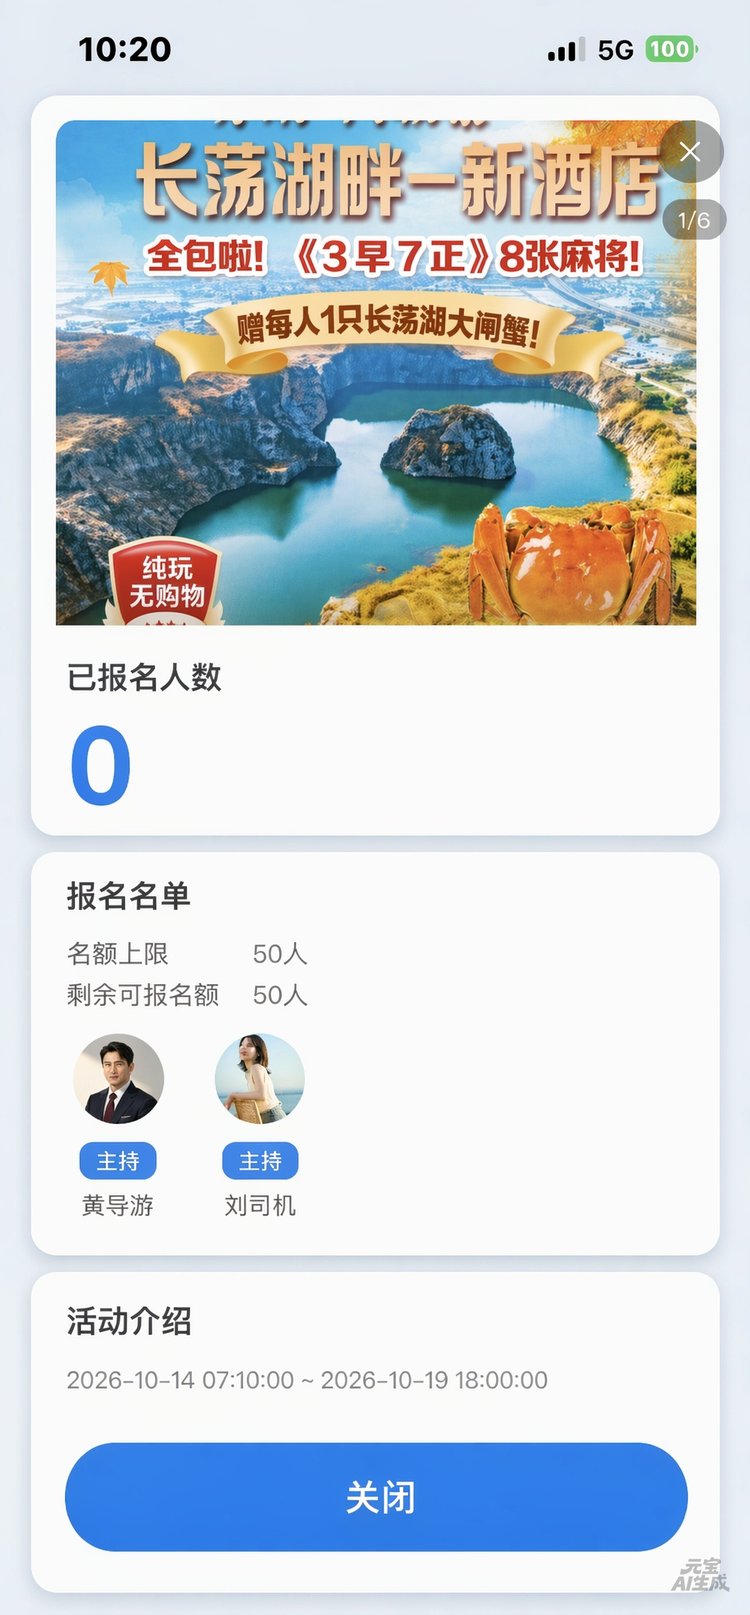 10:20
5G
100
长荡湖畔一新酒店
1/6
全包啦！《3早7正》8张麻将！
赠每人1只长荡湖大闸蟹！
纯玩
无购物
已报名人数
0
报名名单
名额上限 50人
剩余可报名额 50人
主持 主持
黄导游 刘司机
活动介绍
2026-10-14 07:10:00 ~ 2026-10-19 18:00:00
关闭
元宝
AI生成